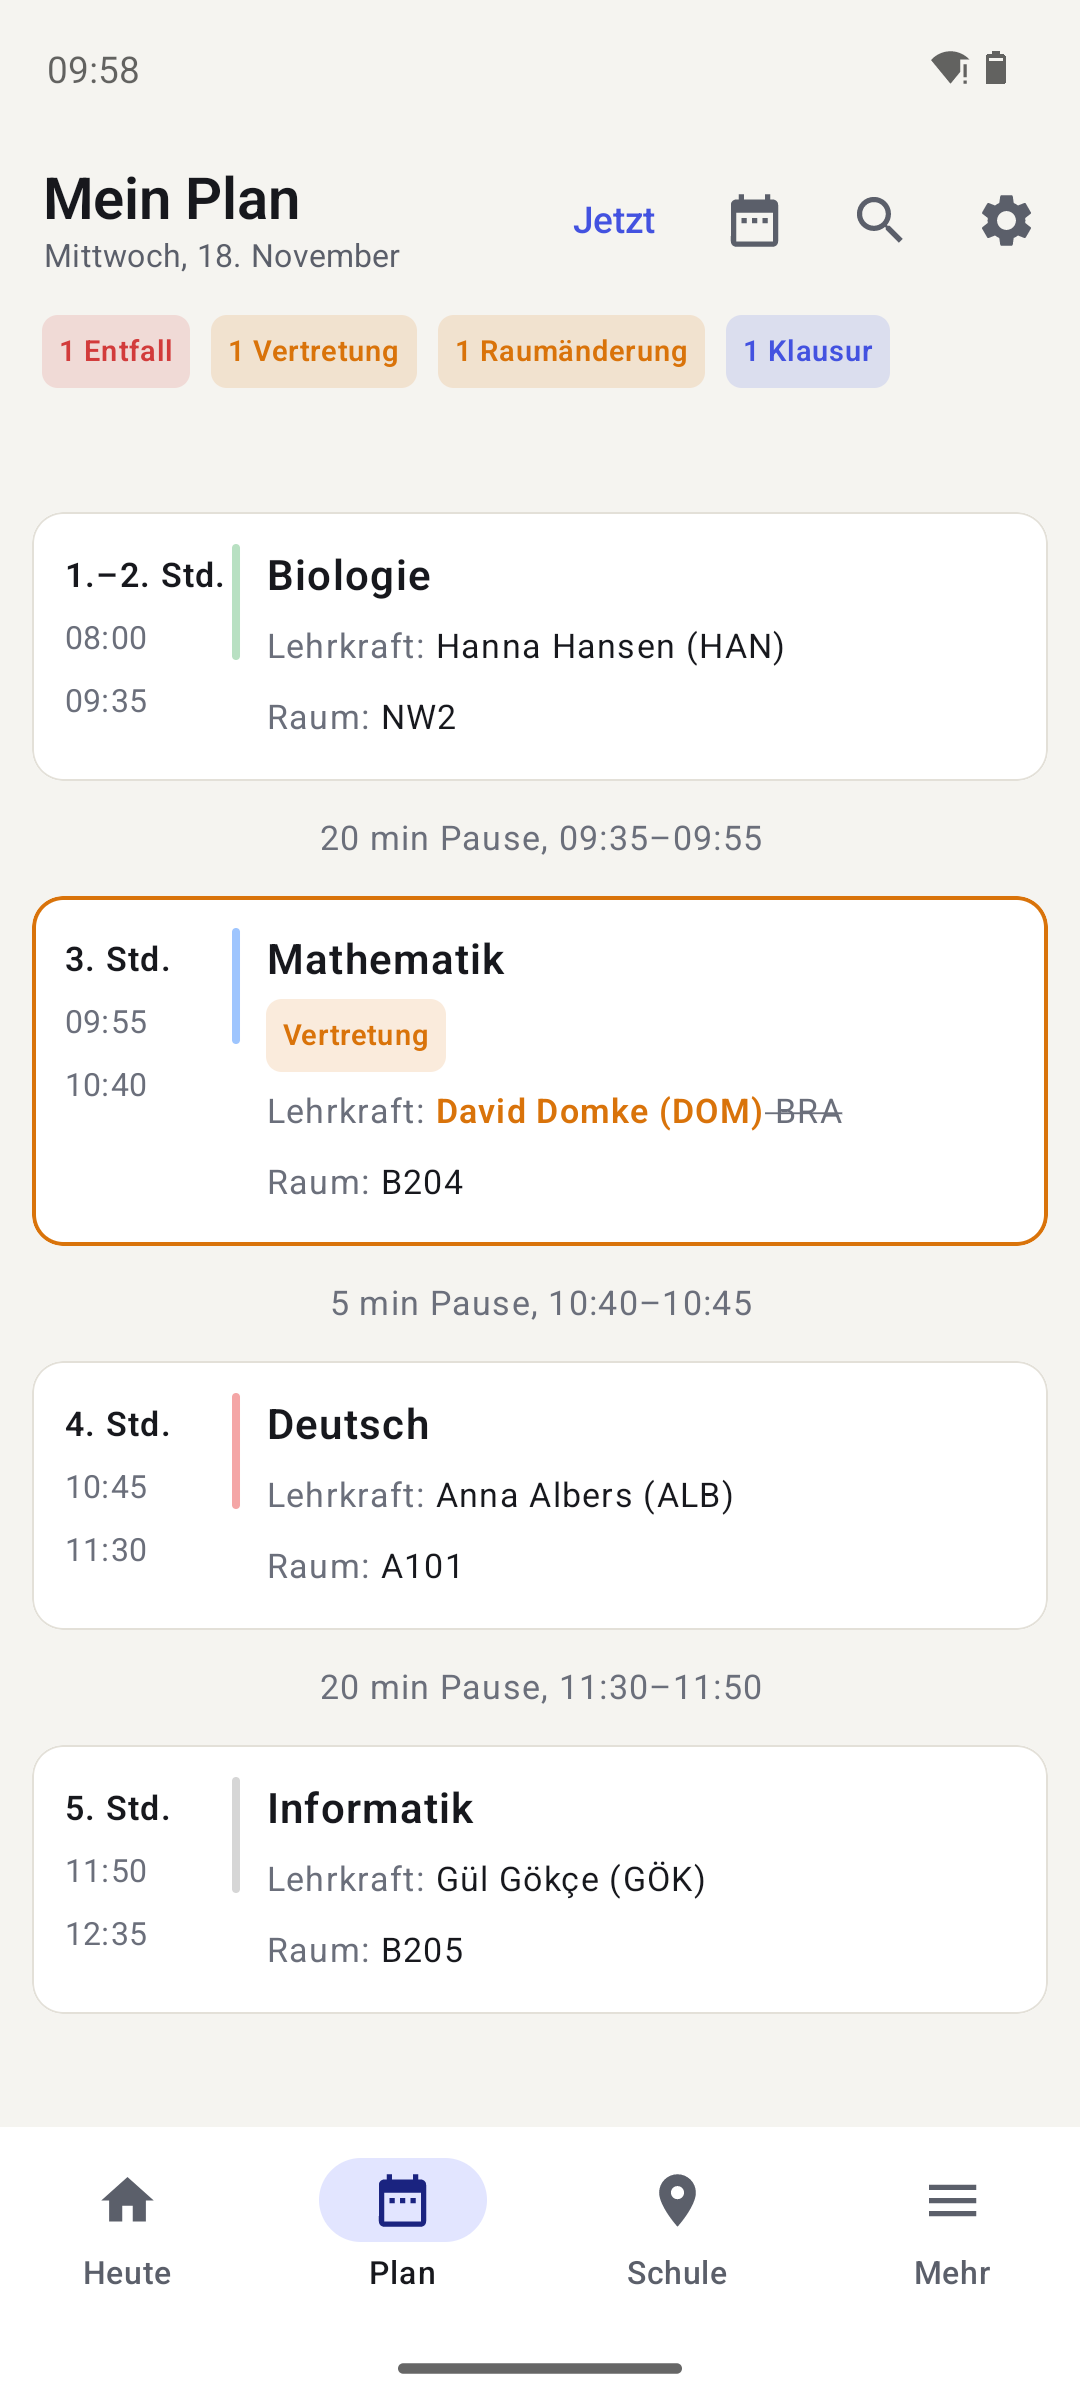 09:58
Mein Plan
Mittwoch, 18. November
Jetzt
1 Entfall
1 Vertretung
1 Raumänderung
1 Klausur
1.–2. Std.
08:00
09:35
Biologie
Lehrkraft: Hanna Hansen (HAN)
Raum: NW2
20 min Pause, 09:35–09:55
3. Std.
09:55
10:40
Mathematik
Vertretung
Lehrkraft: David Domke (DOM) BRA
Raum: B204
5 min Pause, 10:40–10:45
4. Std.
10:45
11:30
Deutsch
Lehrkraft: Anna Albers (ALB)
Raum: A101
20 min Pause, 11:30–11:50
5. Std.
11:50
12:35
Informatik
Lehrkraft: Gül Gökçe (GÖK)
Raum: B205
Heute
Plan
Schule
Mehr